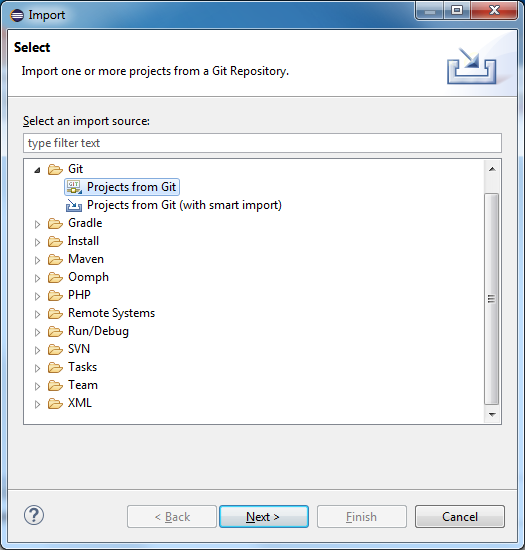 Import
Select
Import one or more projects from a Git Repository.
Select an import source:
type filter text
Git
Projects from Git
Projects from Git (with smart import)
Gradle
Install
Maven
Oomph
PHP
Remote Systems
Run/Debug
SVN
Tasks
Team
XML
? < Back Next > Finish Cancel